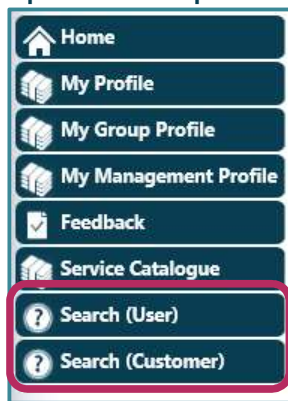 Home
My Profile
My Group Profile
My Management Profile
Feedback
Service Catalogue
Search (User)
Search (Customer)